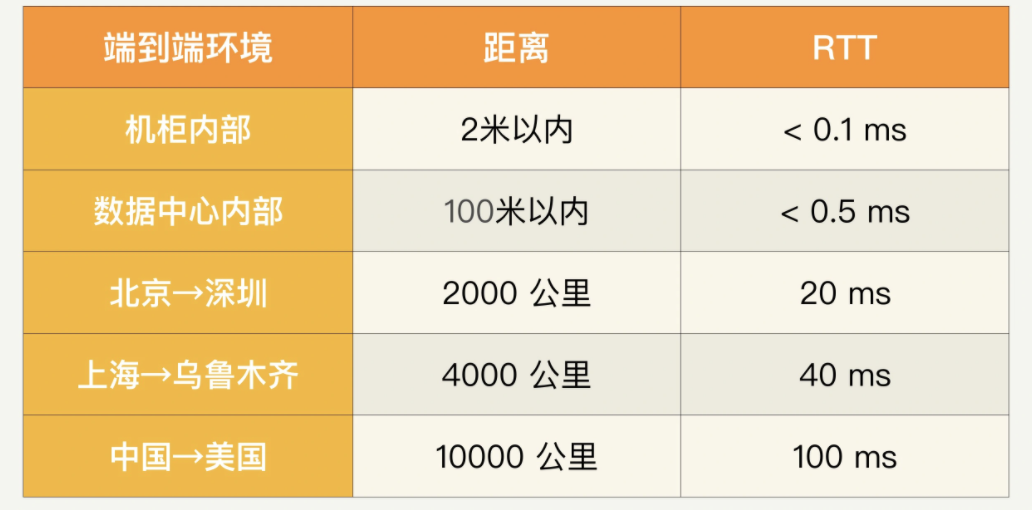 端到端环境 距离 RTT
机柜内部 2米以内 < 0.1 ms
数据中心内部 100米以内 < 0.5 ms
北京→深圳 2000 公里 20 ms
上海→乌鲁木齐 4000 公里 40 ms
中国→美国 10000 公里 100 ms